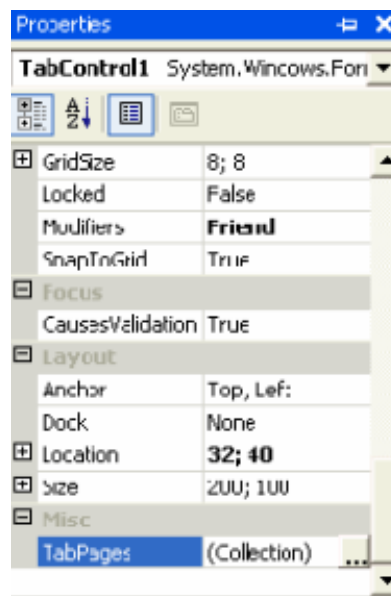 Properties
TabControl1 System.Windows.Forn
GridSize 8; 8
Locked False
Modifiers Friend
SnapToGrid True
Focus
CausesValidation True
Layout
Anchor Top, Left
Dock None
Location 32; 40
Size 200; 100
Misc
TabPages (Collection) ...